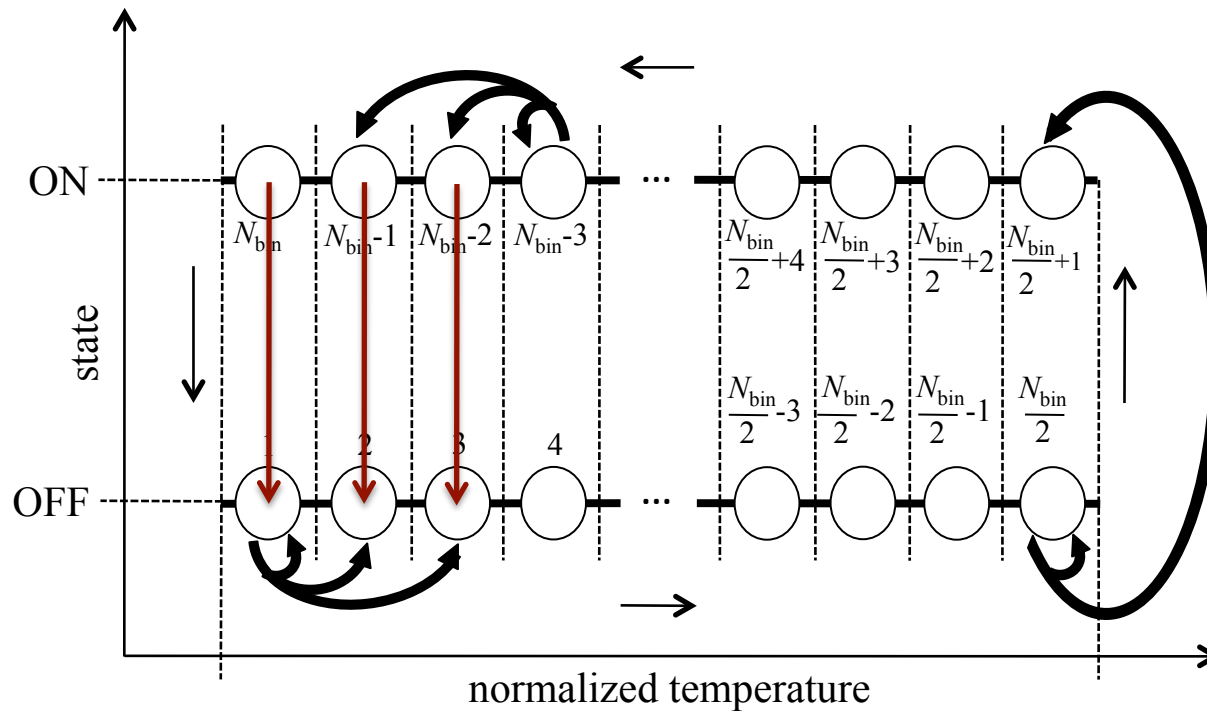 ON
...
N_bin N_bin-1 N_bin-2 N_bin-3 N_bin/2+4 N_bin/2+3 N_bin/2+2 N_bin/2+1
state
N_bin/2-3 N_bin/2-2 N_bin/2-1 N_bin/2
1 2 3 4
OFF
...
normalized temperature